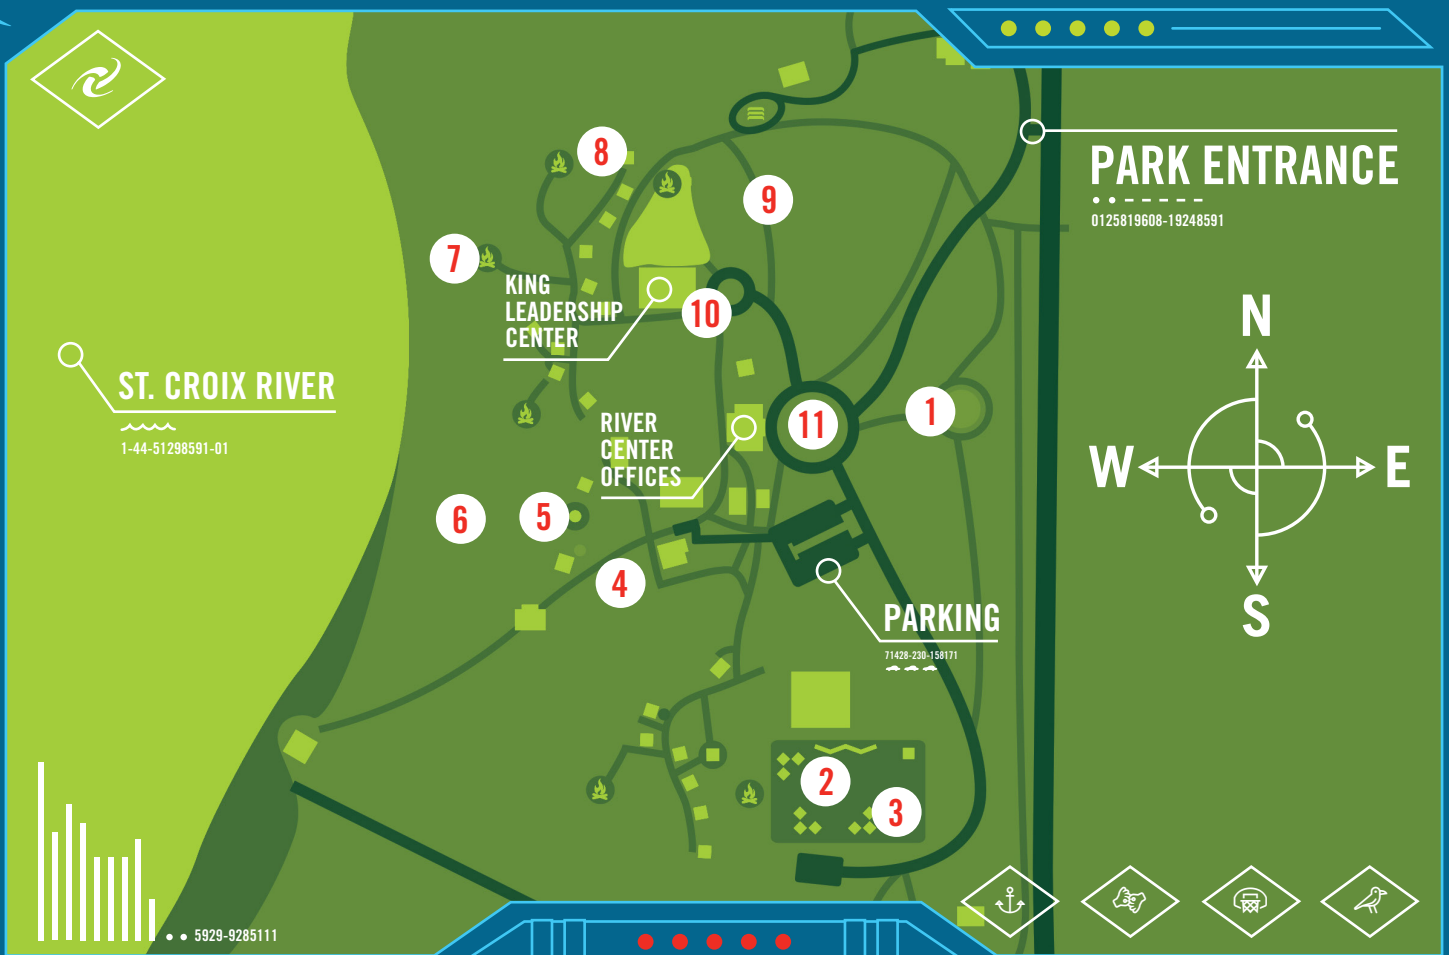 PARK ENTRANCE
0125819608-19248591
8
9
7
KING
LEADERSHIP
CENTER
10
N
W
E
S
ST. CROIX RIVER
1-44-51298591-01
RIVER
CENTER
OFFICES
11
1
6
5
4
PARKING
71428-230-158171
2
3
5929-9285111